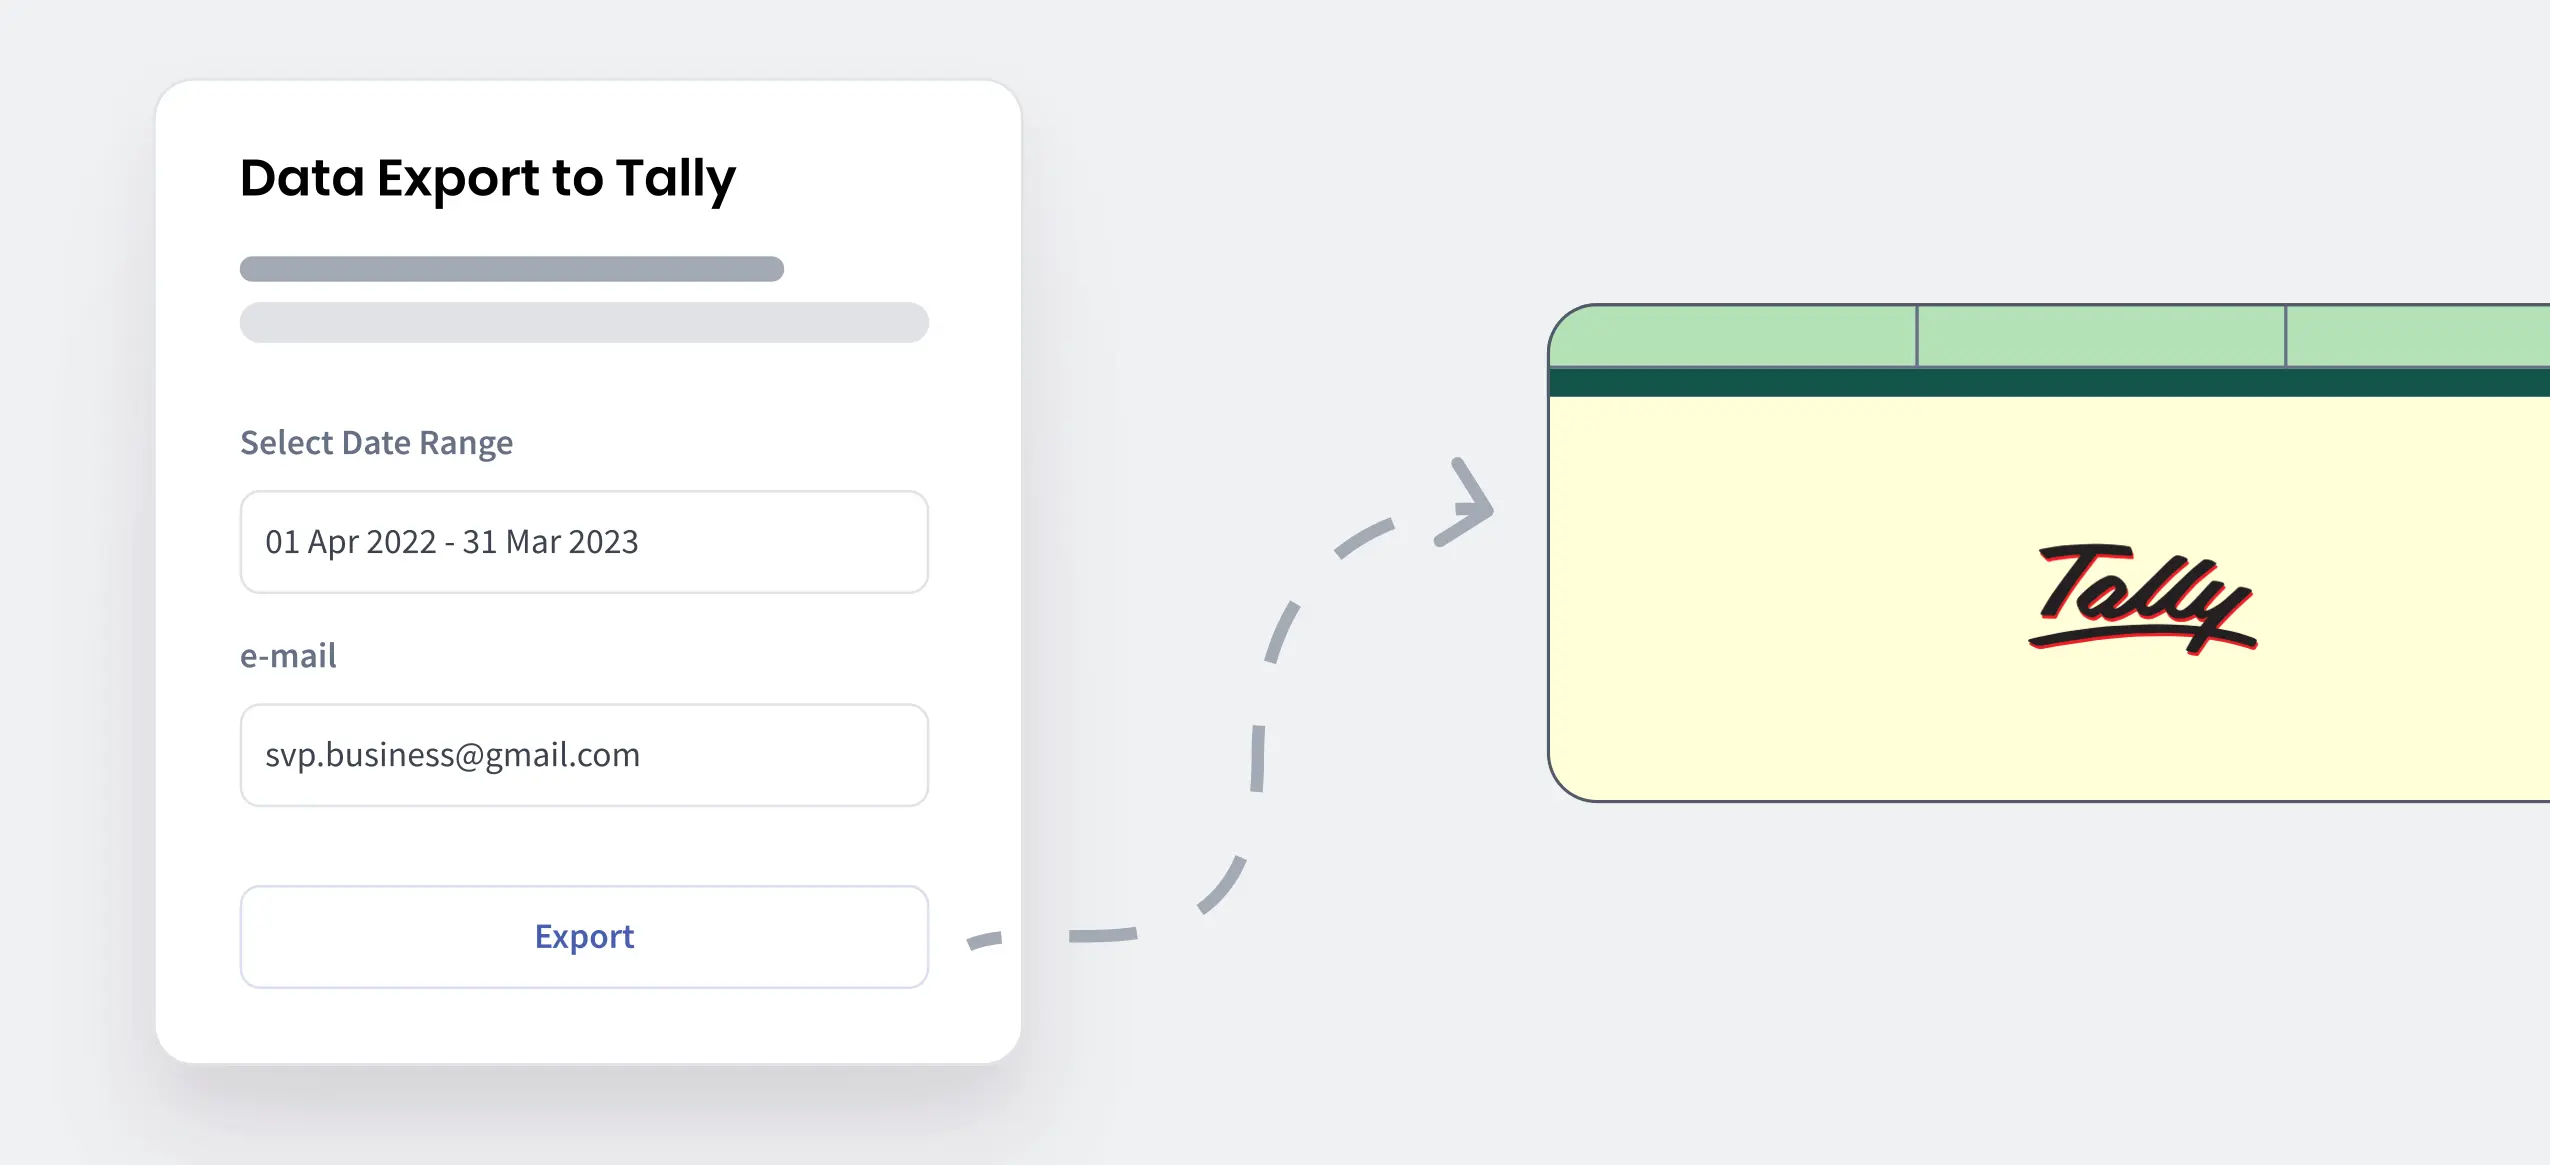 Data Export to Tally
Select Date Range
01 Apr 2022 - 31 Mar 2023
e-mail
svp.business@gmail.com
Export
Tally